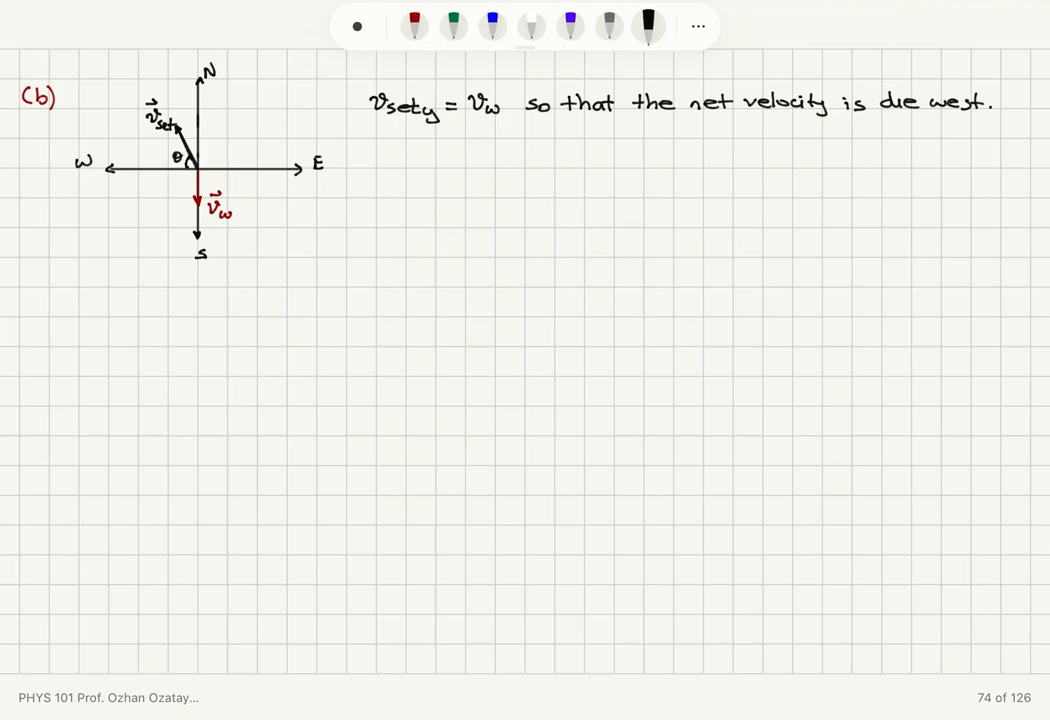 (b)
N
v⃗set
θ
W
E
v⃗w
S
vsety = vw so that the net velocity is due west.
PHYS 101 Prof. Ozhan Ozatay...
74 of 126